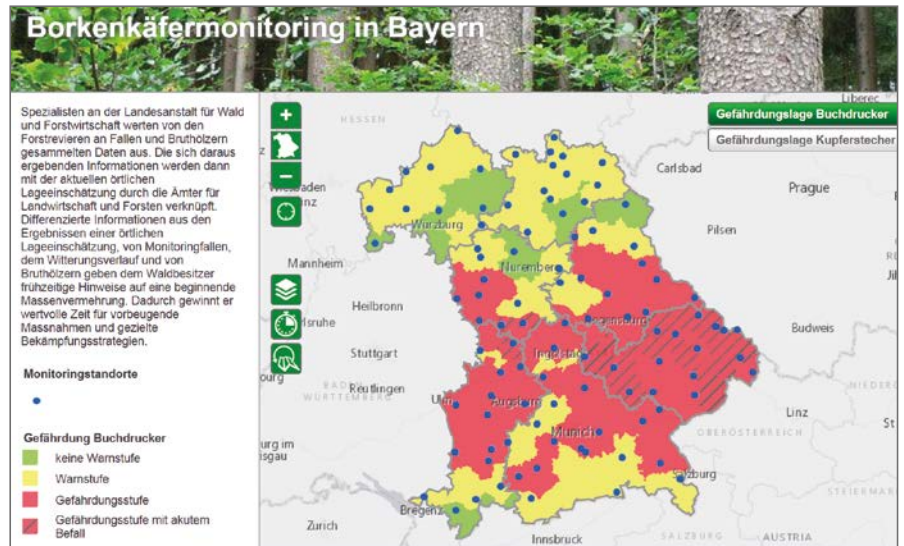 Borkenkäfermonitoring in Bayern
Spezialisten an der Landesanstalt für Wald
und Forstwirtschaft werten von den
Forstrevieren an Fallen und Bruthölzern
gesammelten Daten aus. Die sich daraus
ergebenden Informationen werden dann
mit der aktuellen örtlichen
Lageeinschätzung durch die Ämter für
Landwirtschaft und Forsten verknüpft.
Differenzierte Informationen aus den
Ergebnissen einer örtlichen
Lageeinschätzung, von Monitoringfallen,
dem Witterungsverlauf und von
Bruthölzern geben dem Waldbesitzer
frühzeitige Hinweise auf eine beginnende
Massenvermehrung. Dadurch gewinnt er
wertvolle Zeit für vorbeugende
Massnahmen und gezielte
Bekämpfungsstrategien.
Monitoringstandorte
Gefährdung Buchdrucker
keine Warnstufe
Warnstufe
Gefährdungsstufe
Gefährdungsstufe mit akutem
Befall
+
−
Gefährdungslage Buchdrucker
Gefährdungslage Kupferstecher
Liberec
HESSEN
Carlsbad
Prague
Würzburg
Pilsen
Mannheim
Nuremberg
Heilbronn
Regensburg
Budweis
Stuttgart
Ingolstadt
BADEN
WÜRTTEMBERG
Reutlingen
Ulm
Augsburg
Linz
Munich
OBERÖSTERREICH
Salzburg
Bregenz
Zurich
Innsbruck
SALZBURG
AUSTRIA